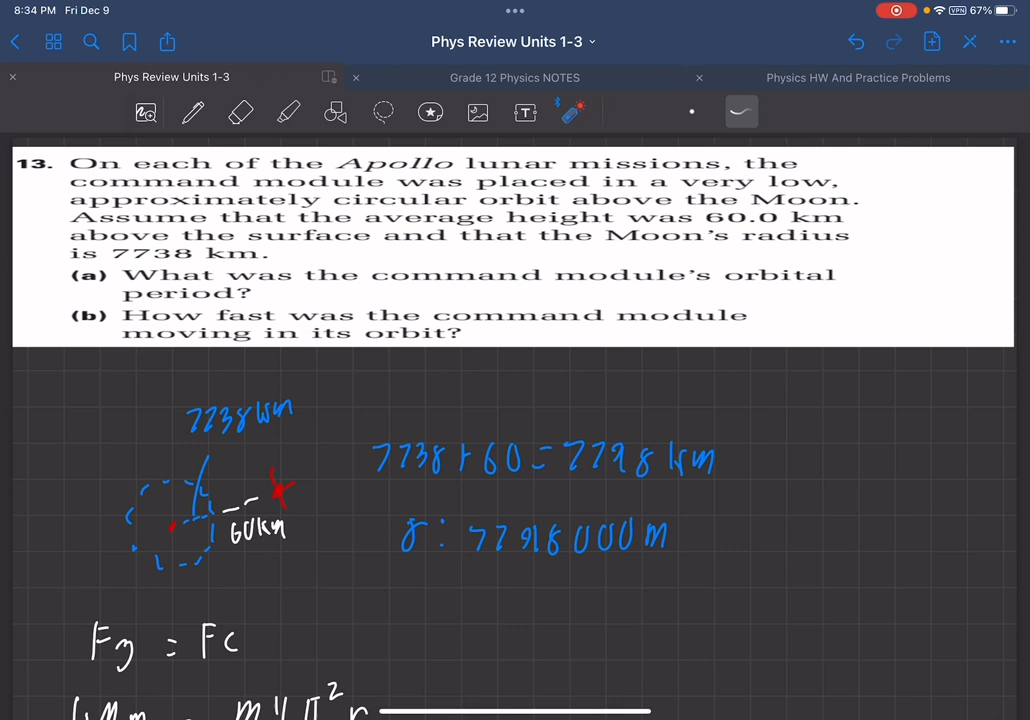 8:34 PM Fri Dec 9
VPN 67%
Phys Review Units 1-3
Phys Review Units 1-3
Grade 12 Physics NOTES
Physics HW And Practice Problems
13. On each of the Apollo lunar missions, the
command module was placed in a very low,
approximately circular orbit above the Moon.
Assume that the average height was 60.0 km
above the surface and that the Moon's radius
is 7738 km.
(a) What was the command module's orbital
period?
(b) How fast was the command module
moving in its orbit?
7738km
7738+60=7798 km
60km
r: 7798000m
Fg = Fc